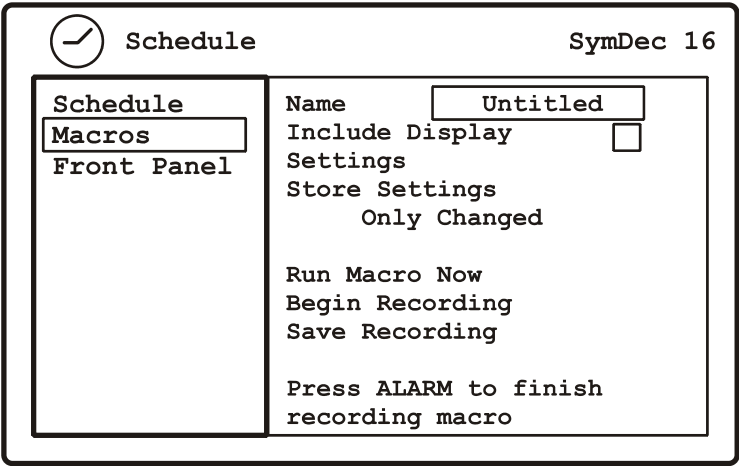 Schedule
SymDec 16
Schedule
Macros
Front Panel
Name Untitled
Include Display
Settings
Store Settings
Only Changed
Run Macro Now
Begin Recording
Save Recording
Press ALARM to finish
recording macro